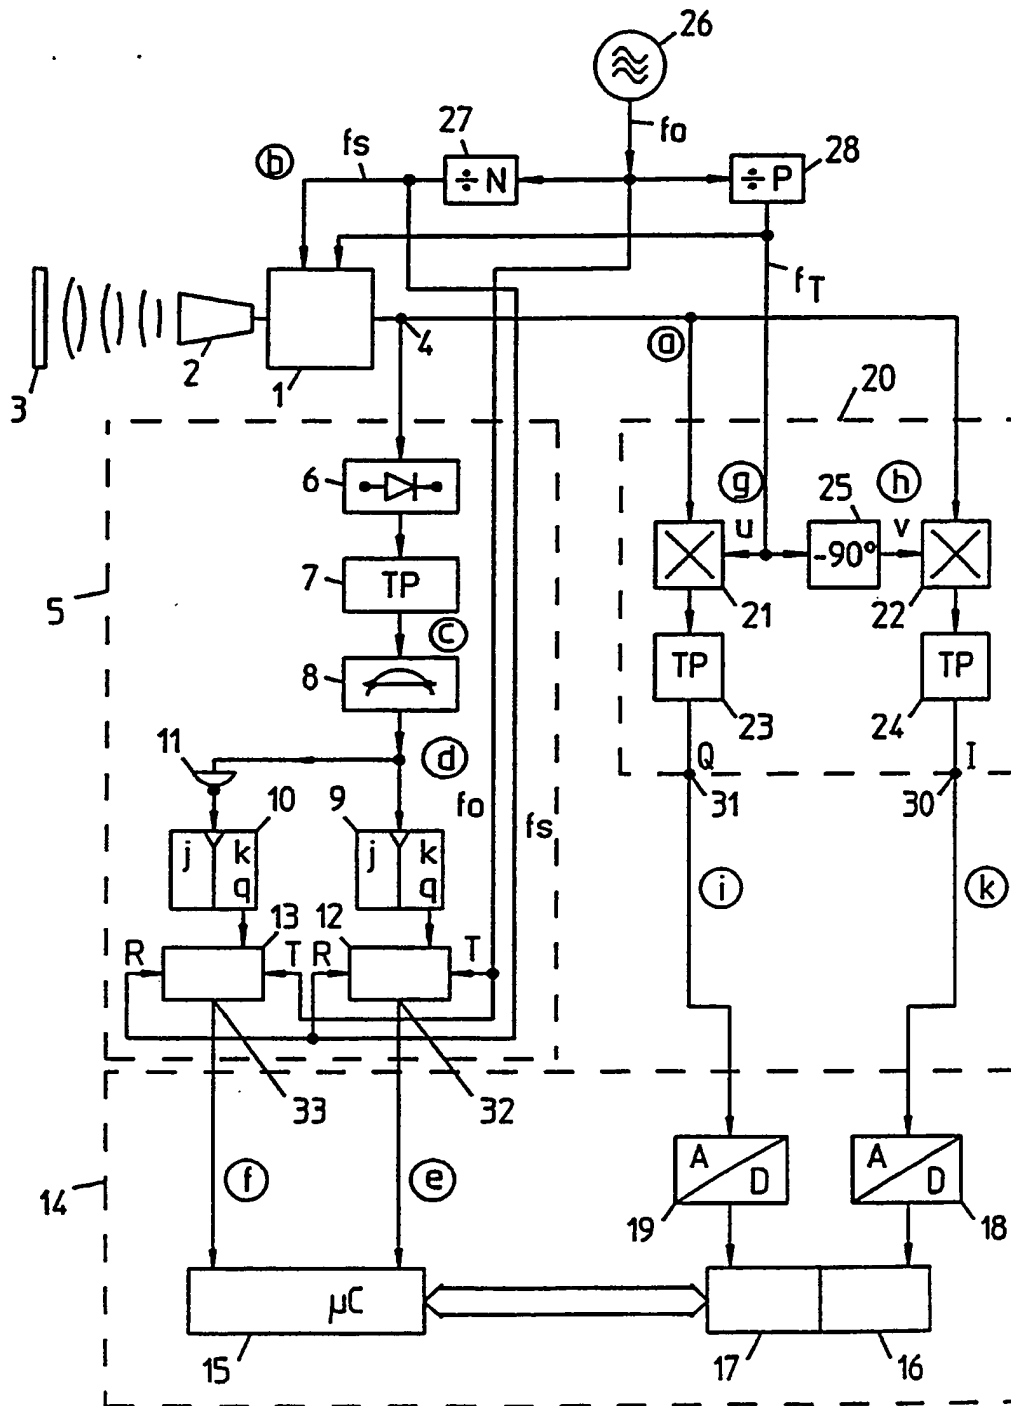 26
27
fo
28
b
fs
÷ N
÷ P
f T
4
a
3
2
1
20
6
g
25
h
u
-90°
v
7
TP
5
21
22
c
8
TP
TP
23
24
11
d
Q
31
I
30
10
9
fo
fs
j
k
q
j
k
q
i
k
13
12
R
T
R
T
33
32
14
f
e
A
D
A
D
19
18
µC
15
17
16